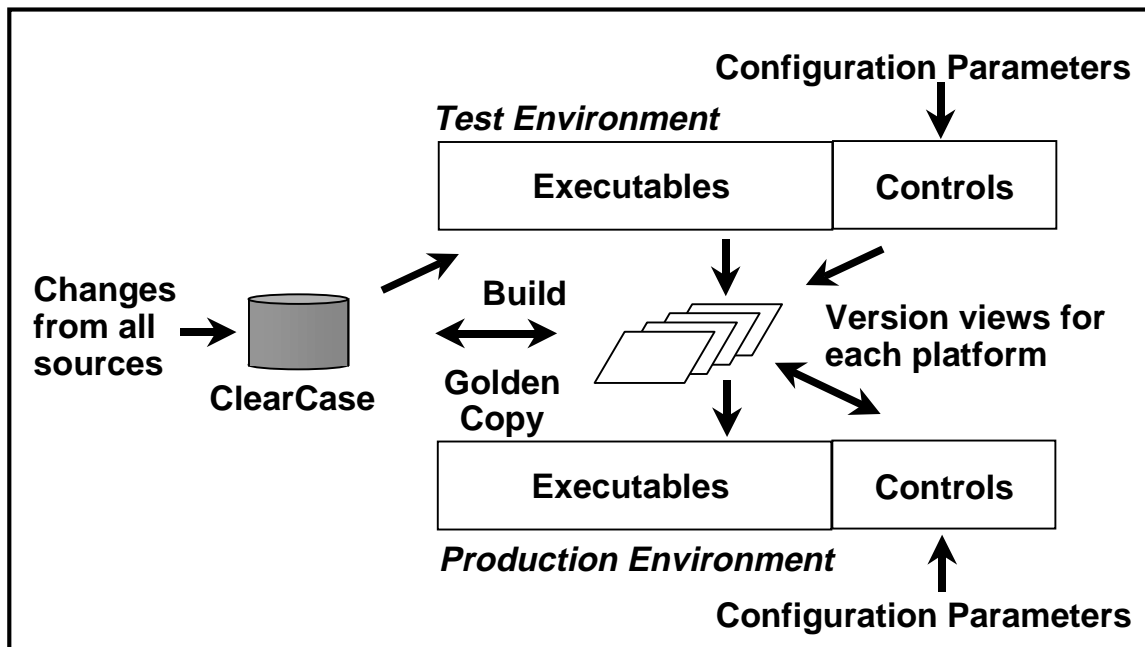 Configuration Parameters
Test Environment
Executables
Controls
Changes
from all
sources
ClearCase
Build
Golden
Copy
Version views for
each platform
Executables
Controls
Production Environment
Configuration Parameters